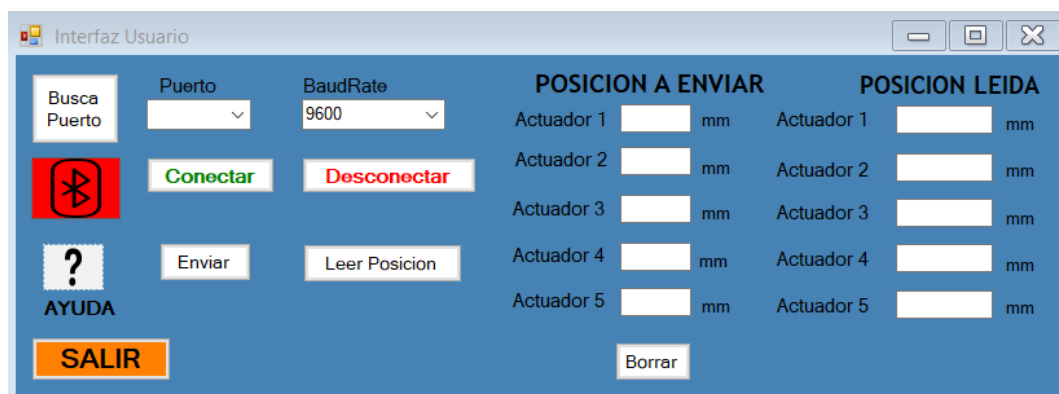 Interfaz Usuario
Busca
Puerto
Puerto
BaudRate
9600
Conectar
Desconectar
Enviar
Leer Posicion
?
AYUDA
SALIR
POSICION A ENVIAR
Actuador 1 mm
Actuador 2 mm
Actuador 3 mm
Actuador 4 mm
Actuador 5 mm
Borrar
POSICION LEIDA
Actuador 1 mm
Actuador 2 mm
Actuador 3 mm
Actuador 4 mm
Actuador 5 mm